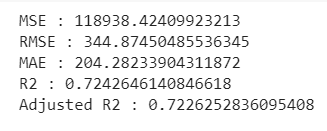 MSE : 118938.42409923213
RMSE : 344.87450485536345
MAE : 204.28233904311872
R2 : 0.7242646140846618
Adjusted R2 : 0.7226252836095408